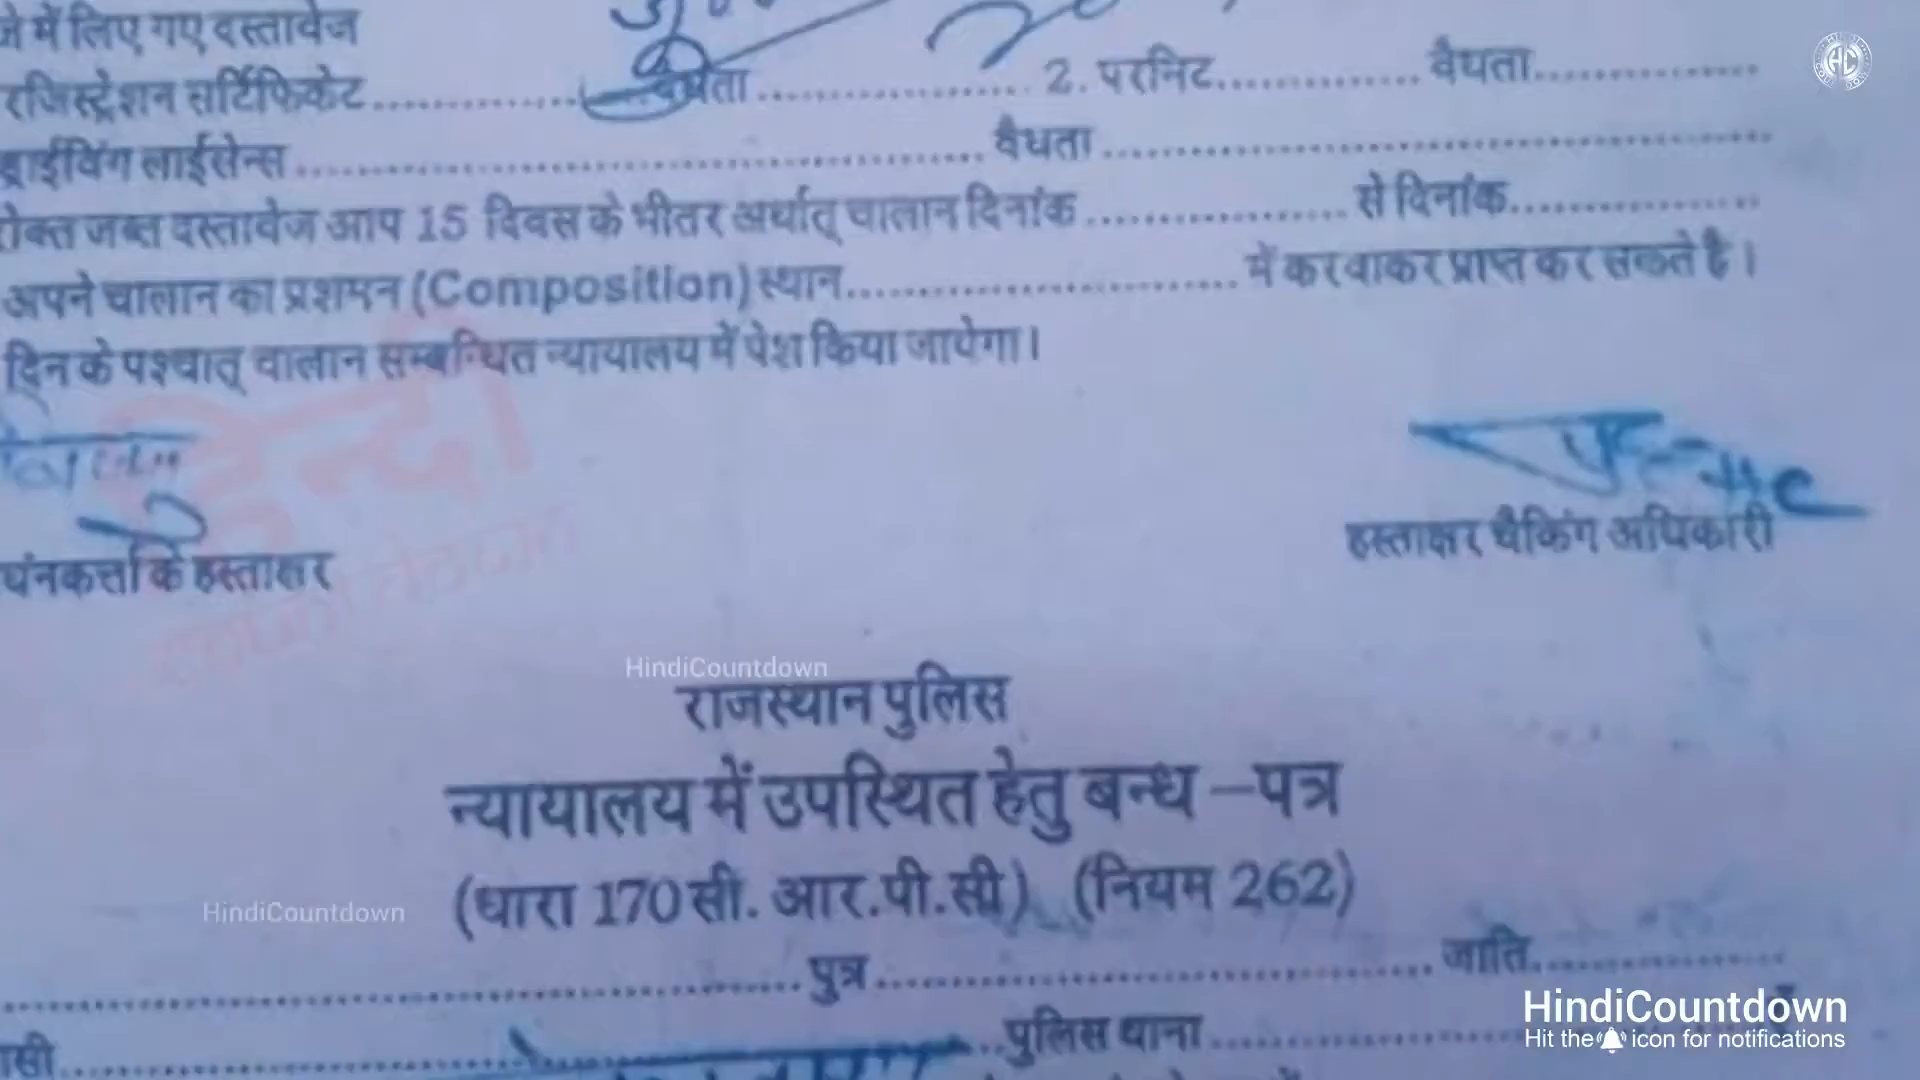 जे में लिए गए दस्तावेज
रजिस्ट्रेशन सर्टिफिकेट.....................वैधता........................ 2. परमिट.................. वैधता....................
ड्राईविंग लाईसेन्स..............................................................वैधता............................................................
रोक्त जब्त दस्तावेज आप 15 दिवस के भीतर अर्थात् चालान दिनांक......................से दिनांक......................
अपने चालान का प्रशमन (Composition) स्थान................................में करवाकर प्राप्त कर सकते है।
दिन के पश्चात् चालान सम्बन्धित न्यायालय में पेश किया जायेगा।
हिन्दी
HC
हस्ताक्षर चैकिंग अधिकारी
घंनकर्त्ता के हस्ताक्षर
HindiCountdown
राजस्थान पुलिस
न्यायालय में उपस्थित हेतु बन्ध – पत्र
(धारा 170 सी. आर.पी.सी) (नियम 262)
HindiCountdown
............................................................पुत्र..........................................जाति....................
ासी........................................पुलिस थाना..............................
HindiCountdown
Hit the icon for notifications